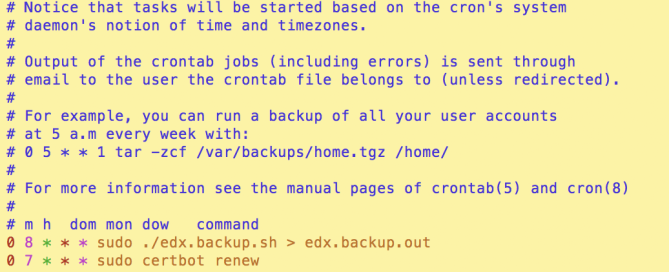 # Notice that tasks will be started based on the cron's system
# daemon's notion of time and timezones.
#
# Output of the crontab jobs (including errors) is sent through
# email to the user the crontab file belongs to (unless redirected).
#
# For example, you can run a backup of all your user accounts
# at 5 a.m every week with:
# 0 5 * * 1 tar -zcf /var/backups/home.tgz /home/
#
# For more information see the manual pages of crontab(5) and cron(8)
#
# m h  dom mon dow   command
0 8 * * * sudo ./edx.backup.sh > edx.backup.out
0 7 * * * sudo certbot renew